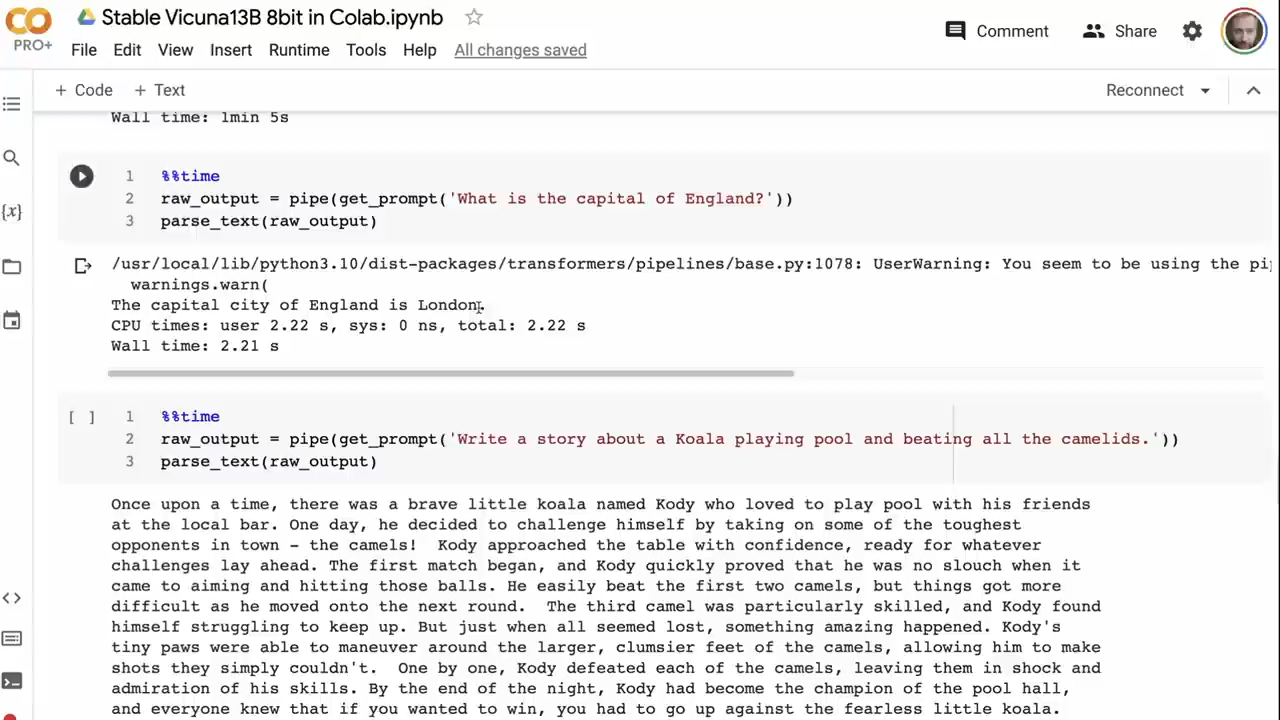 Stable Vicuna13B 8bit in Colab.ipynb
PRO+
File Edit View Insert Runtime Tools Help All changes saved
Comment Share
+ Code + Text Reconnect
Wall time: 1min 5s
1 %%time
2 raw_output = pipe(get_prompt('What is the capital of England?'))
3 parse_text(raw_output)
/usr/local/lib/python3.10/dist-packages/transformers/pipelines/base.py:1078: UserWarning: You seem to be using the pi
warnings.warn(
The capital city of England is London.
CPU times: user 2.22 s, sys: 0 ns, total: 2.22 s
Wall time: 2.21 s
[ ] 1 %%time
2 raw_output = pipe(get_prompt('Write a story about a Koala playing pool and beating all the camelids.'))
3 parse_text(raw_output)
Once upon a time, there was a brave little koala named Kody who loved to play pool with his friends
at the local bar. One day, he decided to challenge himself by taking on some of the toughest
opponents in town - the camels! Kody approached the table with confidence, ready for whatever
challenges lay ahead. The first match began, and Kody quickly proved that he was no slouch when it
came to aiming and hitting those balls. He easily beat the first two camels, but things got more
difficult as he moved onto the next round. The third camel was particularly skilled, and Kody found
himself struggling to keep up. But just when all seemed lost, something amazing happened. Kody's
tiny paws were able to maneuver around the larger, clumsier feet of the camels, allowing him to make
shots they simply couldn't. One by one, Kody defeated each of the camels, leaving them in shock and
admiration of his skills. By the end of the night, Kody had become the champion of the pool hall,
and everyone knew that if you wanted to win, you had to go up against the fearless little koala.